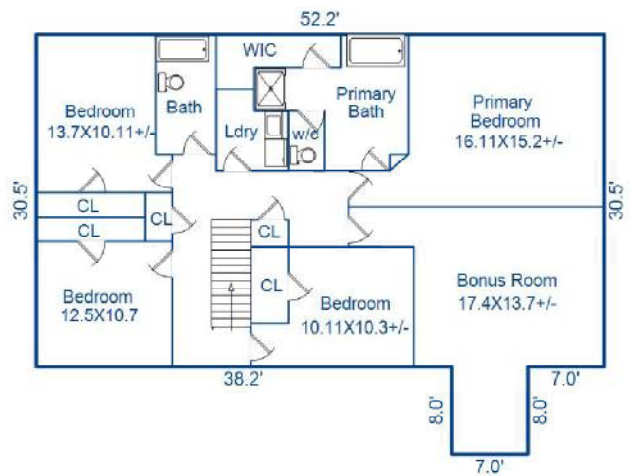 52.2'
WIC
Bedroom
13.7X10.11+/-
Bath
Primary
Bath
Primary
Bedroom
16.11X15.2+/-
Ldry
w/c
30.5'
30.5'
CL
CL
CL
CL
CL
Bedroom
12.5X10.7
Bedroom
10.11X10.3+/-
Bonus Room
17.4X13.7+/-
38.2'
7.0'
8.0'
8.0'
7.0'